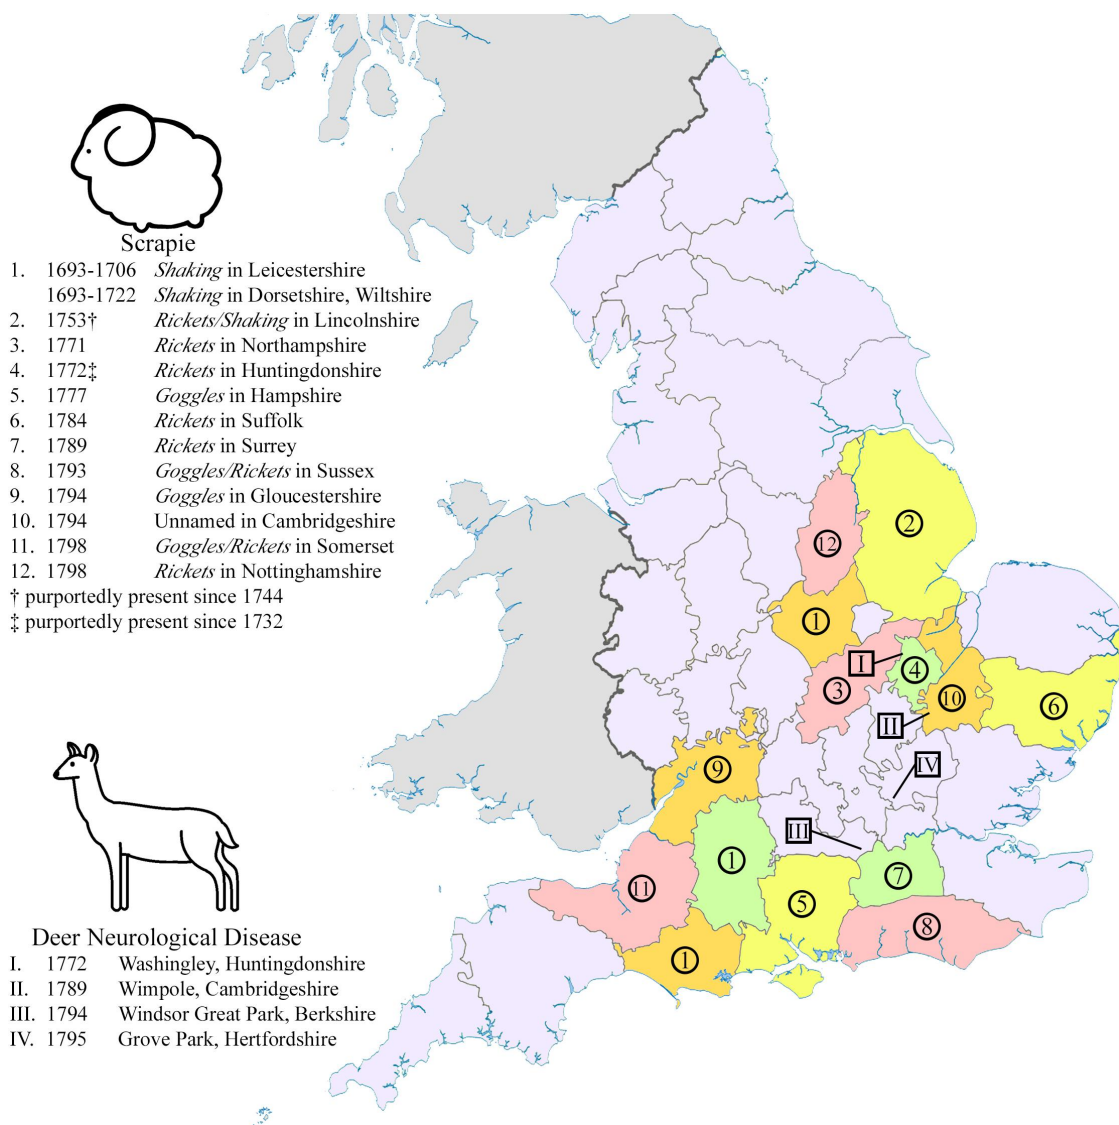 Scrapie
1. 1693-1706 Shaking in Leicestershire
1693-1722 Shaking in Dorsetshire, Wiltshire
2. 1753† Rickets/Shaking in Lincolnshire
3. 1771 Rickets in Northampshire
4. 1772‡ Rickets in Huntingdonshire
5. 1777 Goggles in Hampshire
6. 1784 Rickets in Suffolk
7. 1789 Rickets in Surrey
8. 1793 Goggles/Rickets in Sussex
9. 1794 Goggles in Gloucestershire
10. 1794 Unnamed in Cambridgeshire
11. 1798 Goggles/Rickets in Somerset
12. 1798 Rickets in Nottinghamshire
† purportedly present since 1744
‡ purportedly present since 1732
Deer Neurological Disease
I. 1772 Washingley, Huntingdonshire
II. 1789 Wimpole, Cambridgeshire
III. 1794 Windsor Great Park, Berkshire
IV. 1795 Grove Park, Hertfordshire
2
12
1
I
4
3
10
6
II
9
IV
III
1
7
11
5
8
1